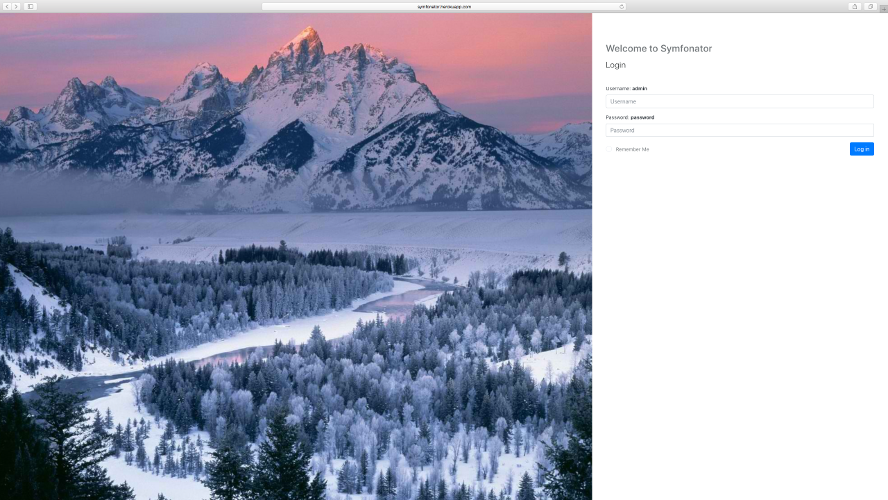 symfonator.herokuapp.com
Welcome to Symfonator
Login
Username: admin
Username
Password: password
Password
Remember Me
Log in